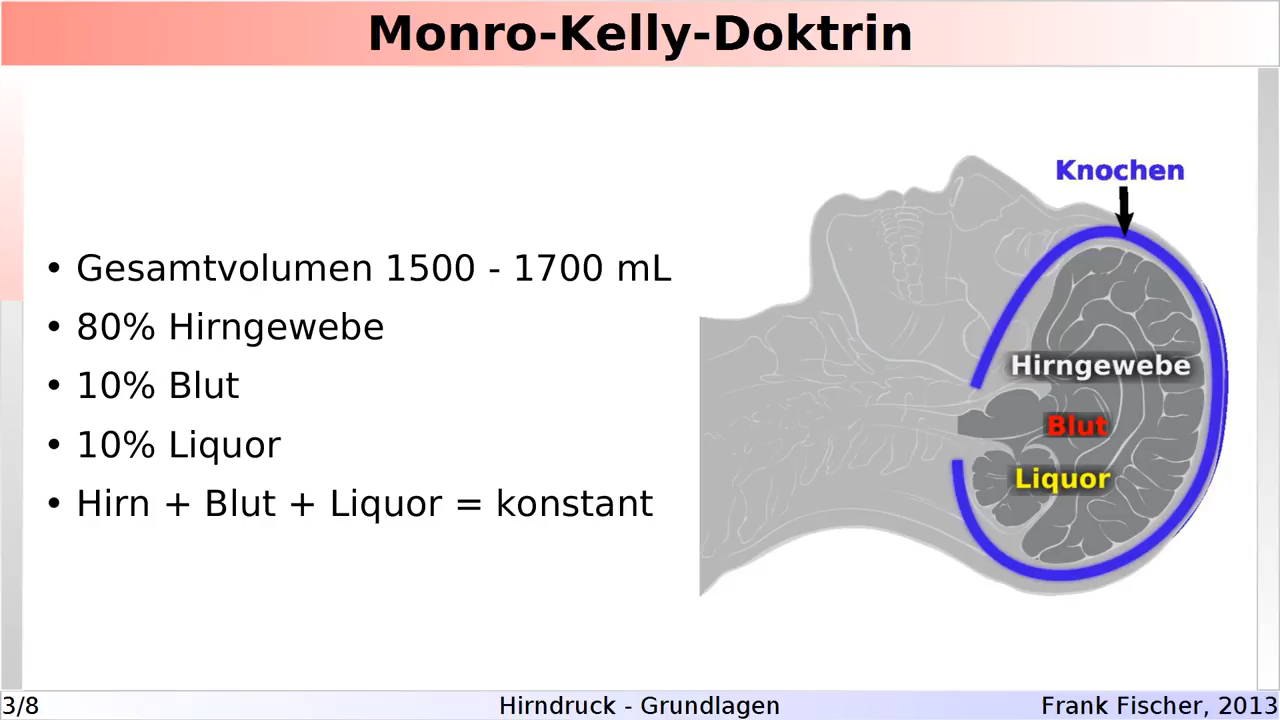 Monro-Kelly-Doktrin
• Gesamtvolumen 1500 - 1700 mL
• 80% Hirngewebe
• 10% Blut
• 10% Liquor
• Hirn + Blut + Liquor = konstant
Knochen
Hirngewebe
Blut
Liquor
3/8
Hirndruck - Grundlagen
Frank Fischer, 2013